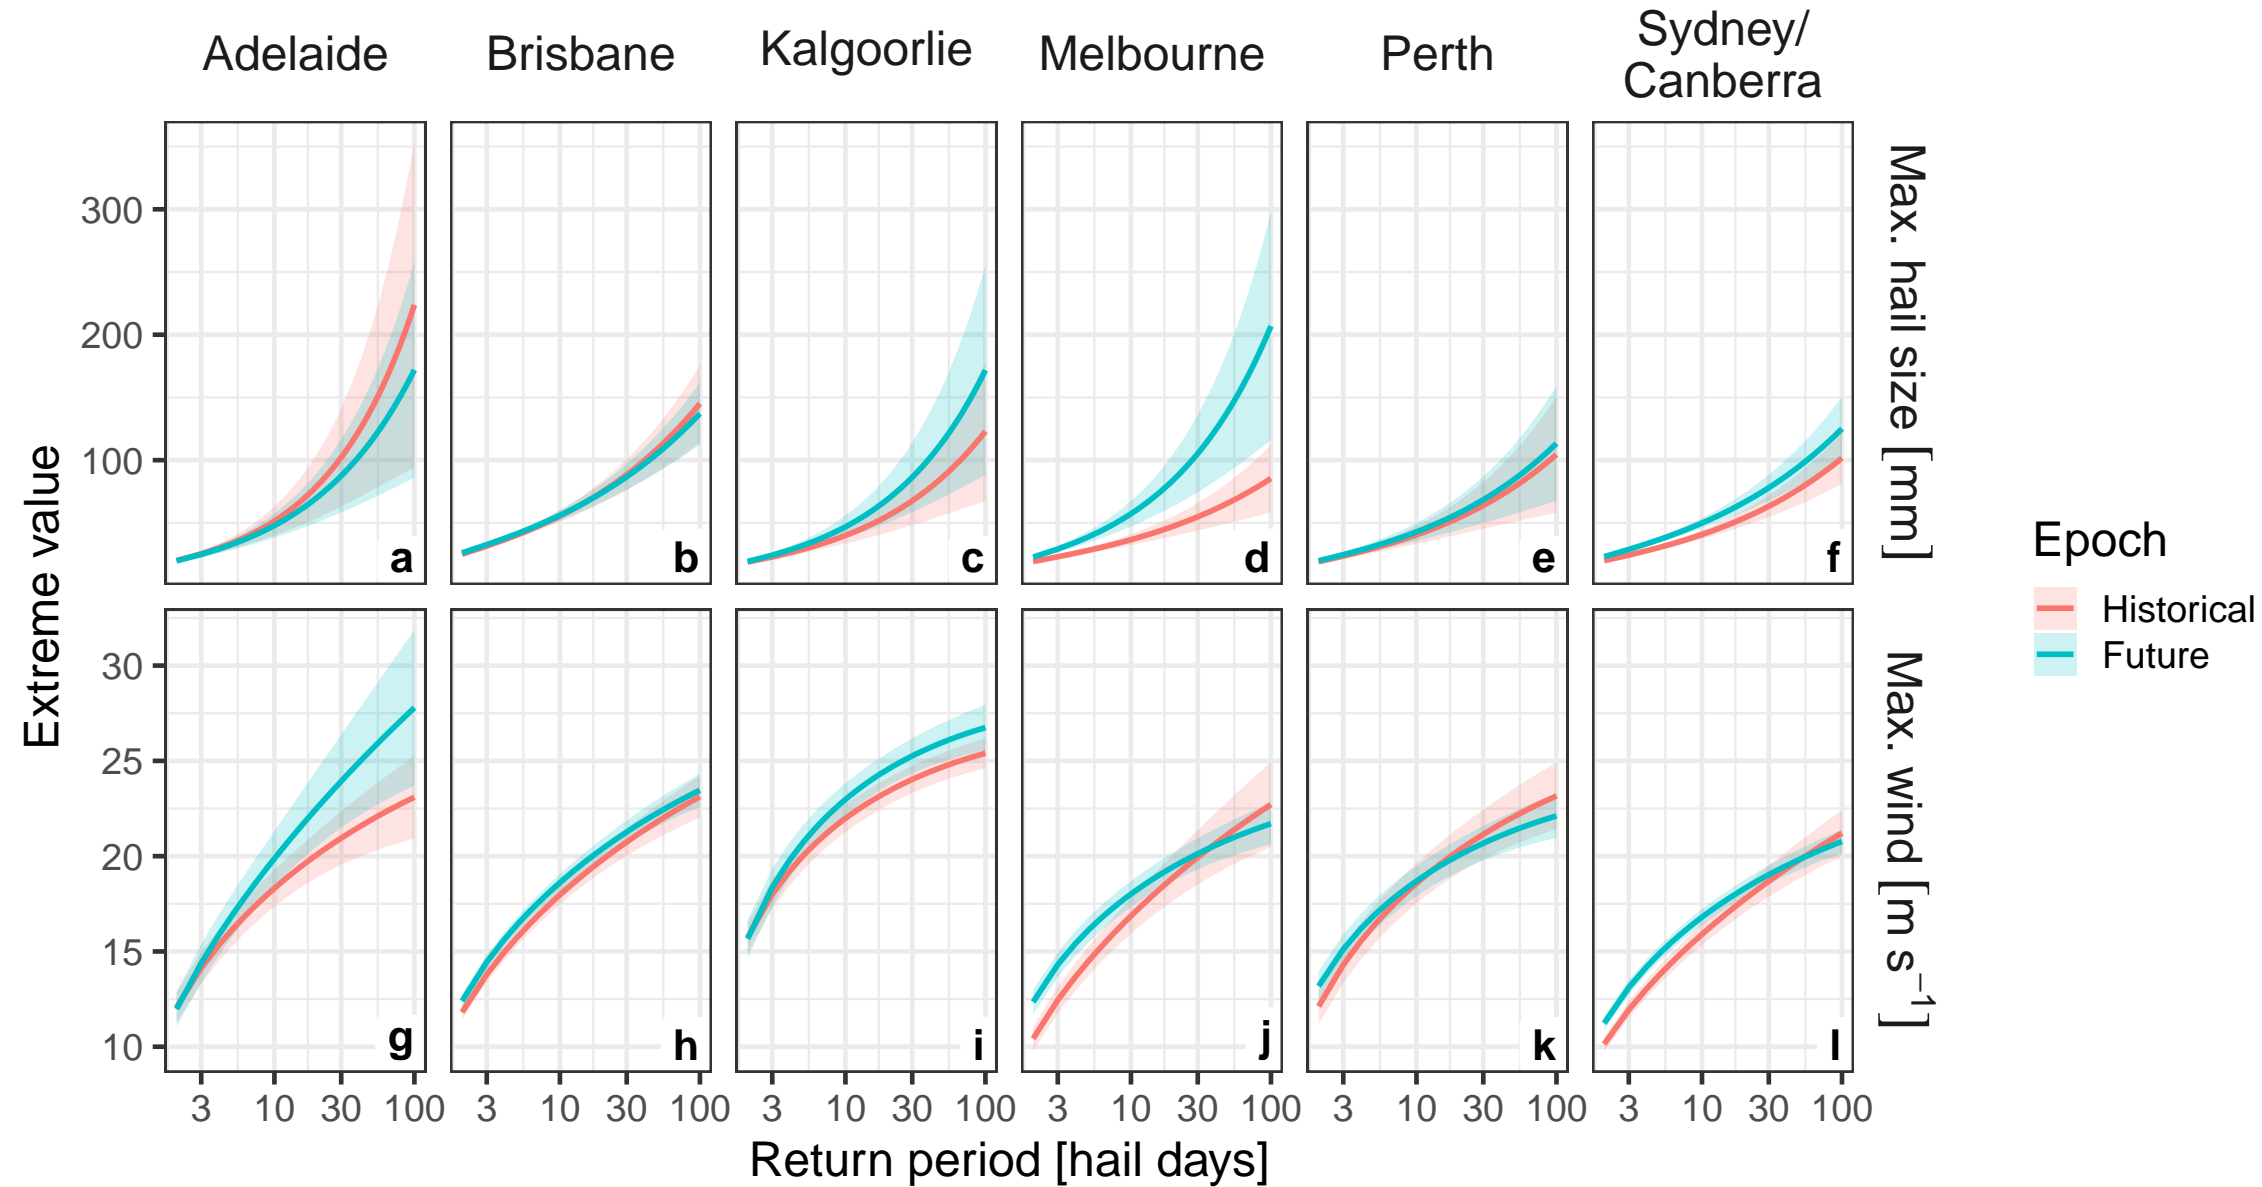 Adelaide
Brisbane
Kalgoorlie
Melbourne
Perth
Sydney/
Canberra
300
200
100
a
b
c
d
e
f
Max. hail size [mm]
Extreme value
30
25
20
15
10
g
h
i
j
k
l
Max. wind [m s⁻¹]
3 10 30 100
3 10 30 100
3 10 30 100
3 10 30 100
3 10 30 100
3 10 30 100
Return period [hail days]
Epoch
Historical
Future